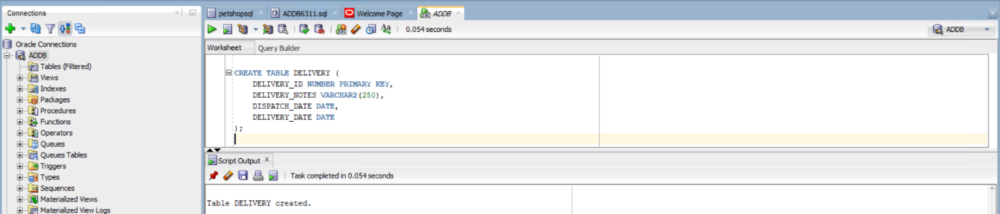 Connections
petshopsql
ADDB6311.sql
Welcome Page
ADDB
0.054 seconds
ADDB
Oracle Connections
ADDB
Tables (Filtered)
Views
Indexes
Packages
Procedures
Functions
Operators
Queues
Queues Tables
Triggers
Types
Sequences
Materialized Views
Materialized View Logs
Worksheet
Query Builder
CREATE TABLE DELIVERY (
DELIVERY_ID NUMBER PRIMARY KEY,
DELIVERY_NOTES VARCHAR2(250),
DISPATCH_DATE DATE,
DELIVERY_DATE DATE
);
Script Output
Task completed in 0.054 seconds
Table DELIVERY created.